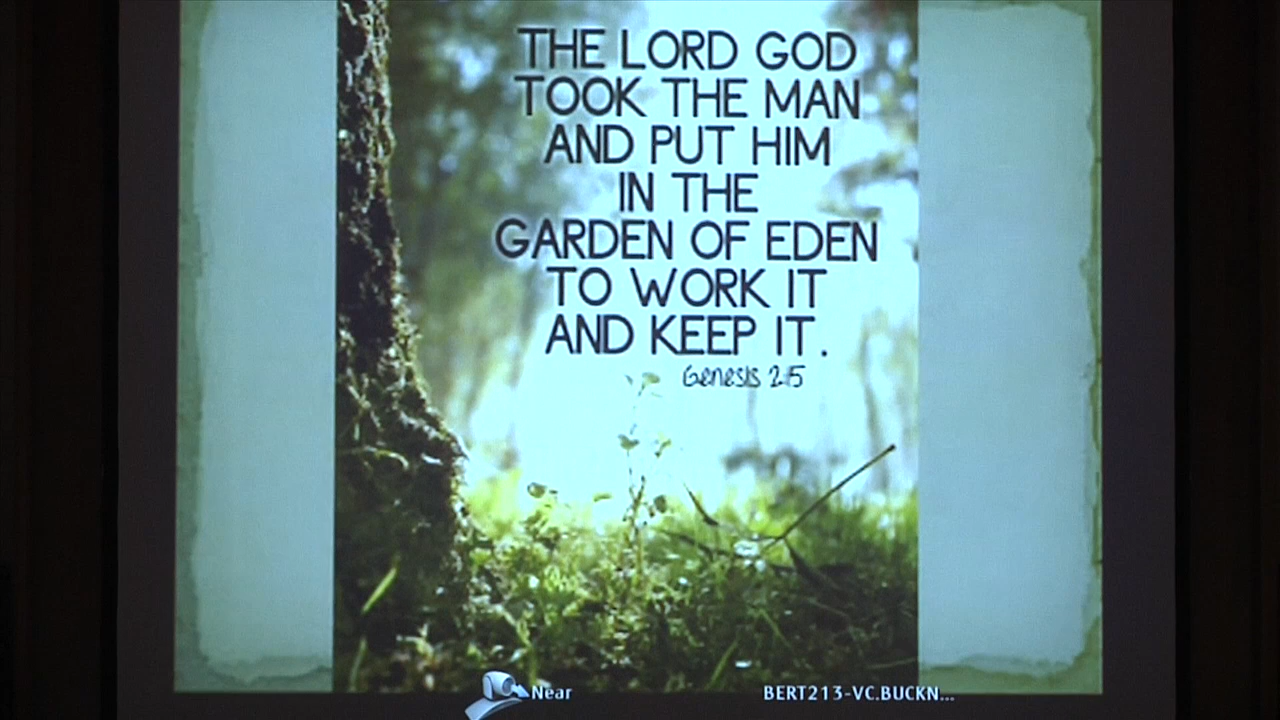 THE LORD GOD
TOOK THE MAN
AND PUT HIM
IN THE
GARDEN OF EDEN
TO WORK IT
AND KEEP IT.
Genesis 2:15
Near
BERT213-VC.BUCKN...